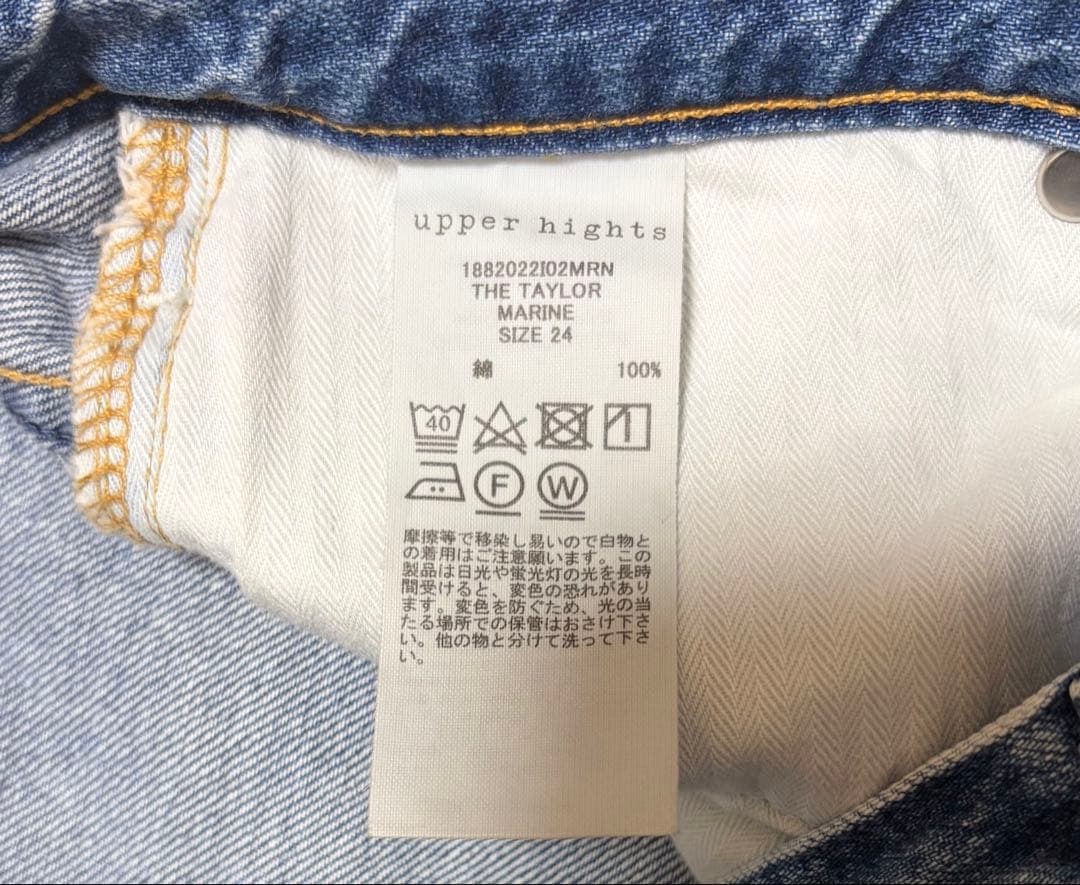 upper hights
1882022I02MRN
THE TAYLOR
MARINE
SIZE 24
綿 100%
40
F W
摩擦等で移染し易いので白物と
の着用はご注意願います。この
製品は日光や蛍光灯の光を長時
間受けると、変色の恐れがあり
ます。変色を防ぐため、光の当
たる場所での保管はおさけ下さ
い。他の物と分けて洗って下さ
い。